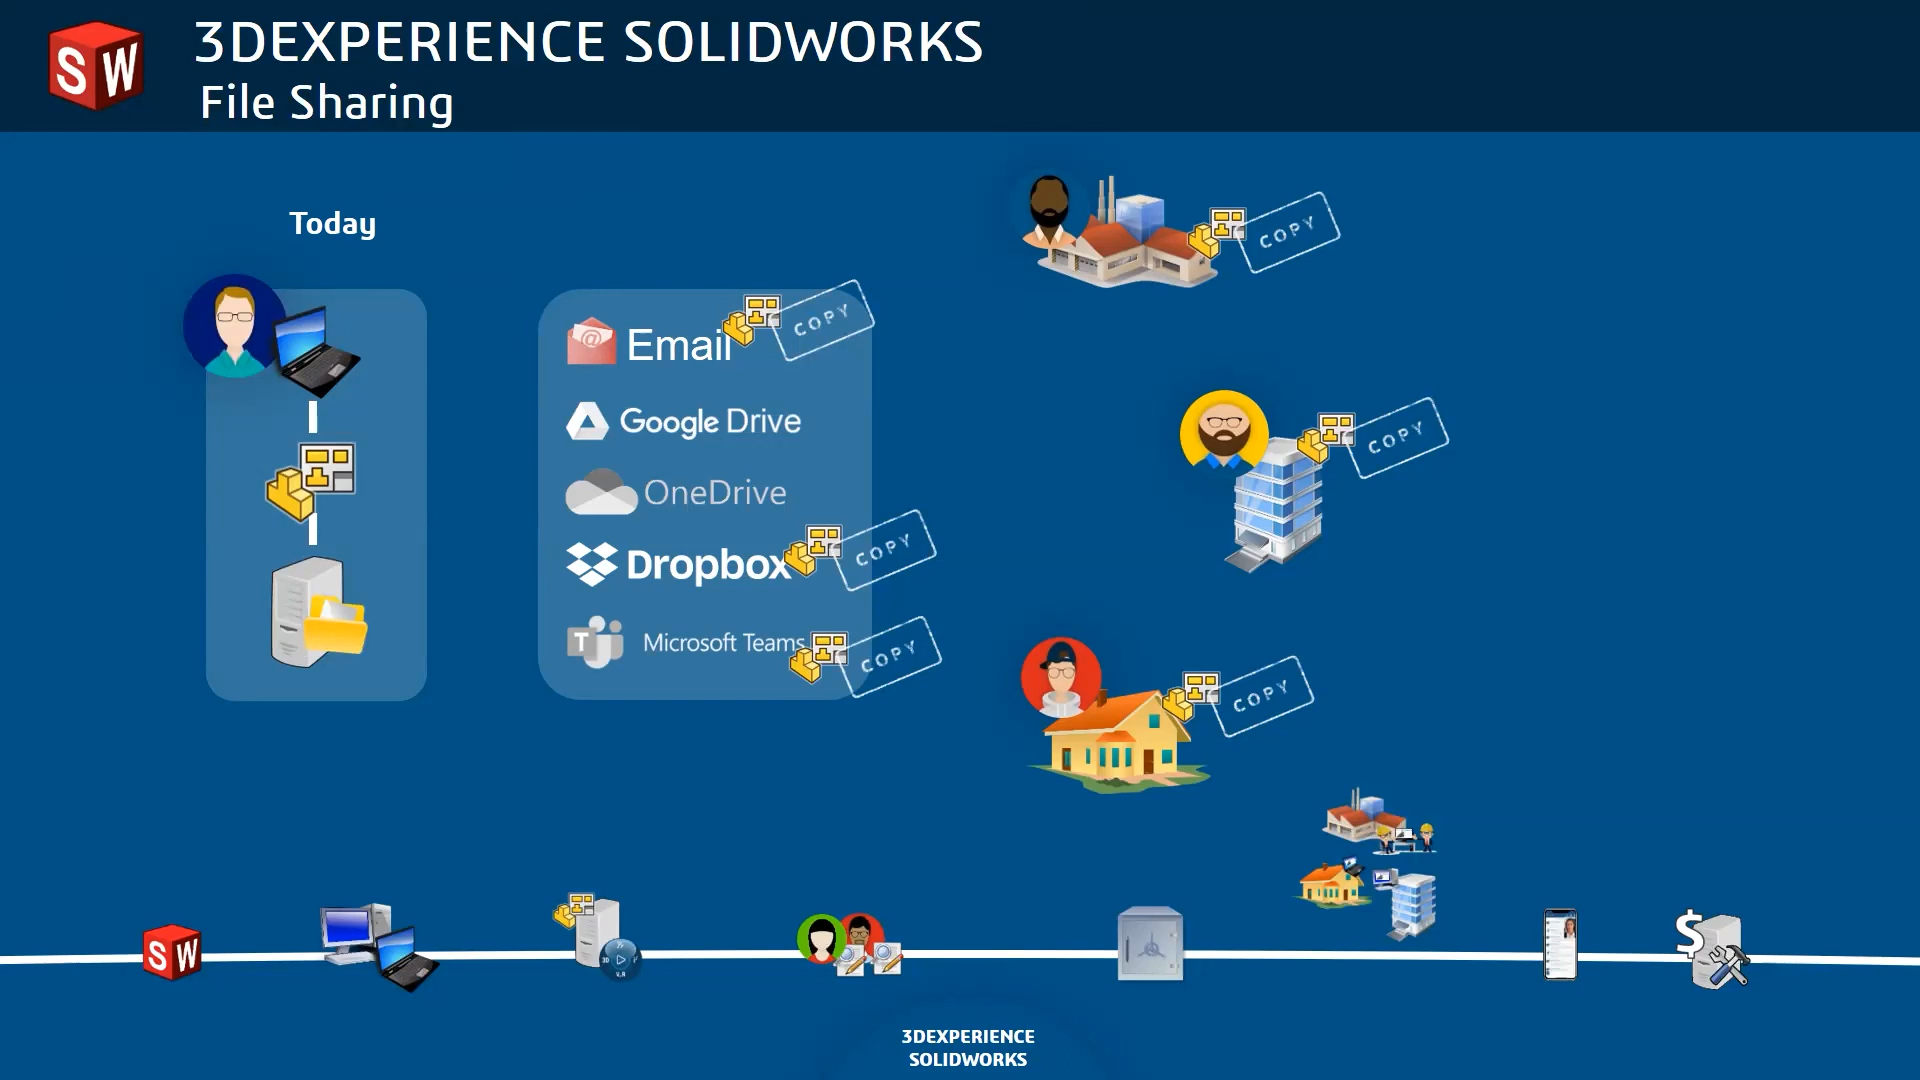 3DEXPERIENCE SOLIDWORKS
File Sharing
SW
Today
Email
COPY
Google Drive
OneDrive
Dropbox
COPY
T
Microsoft Teams
COPY
COPY
COPY
COPY
SW
3DEXPERIENCE
SOLIDWORKS